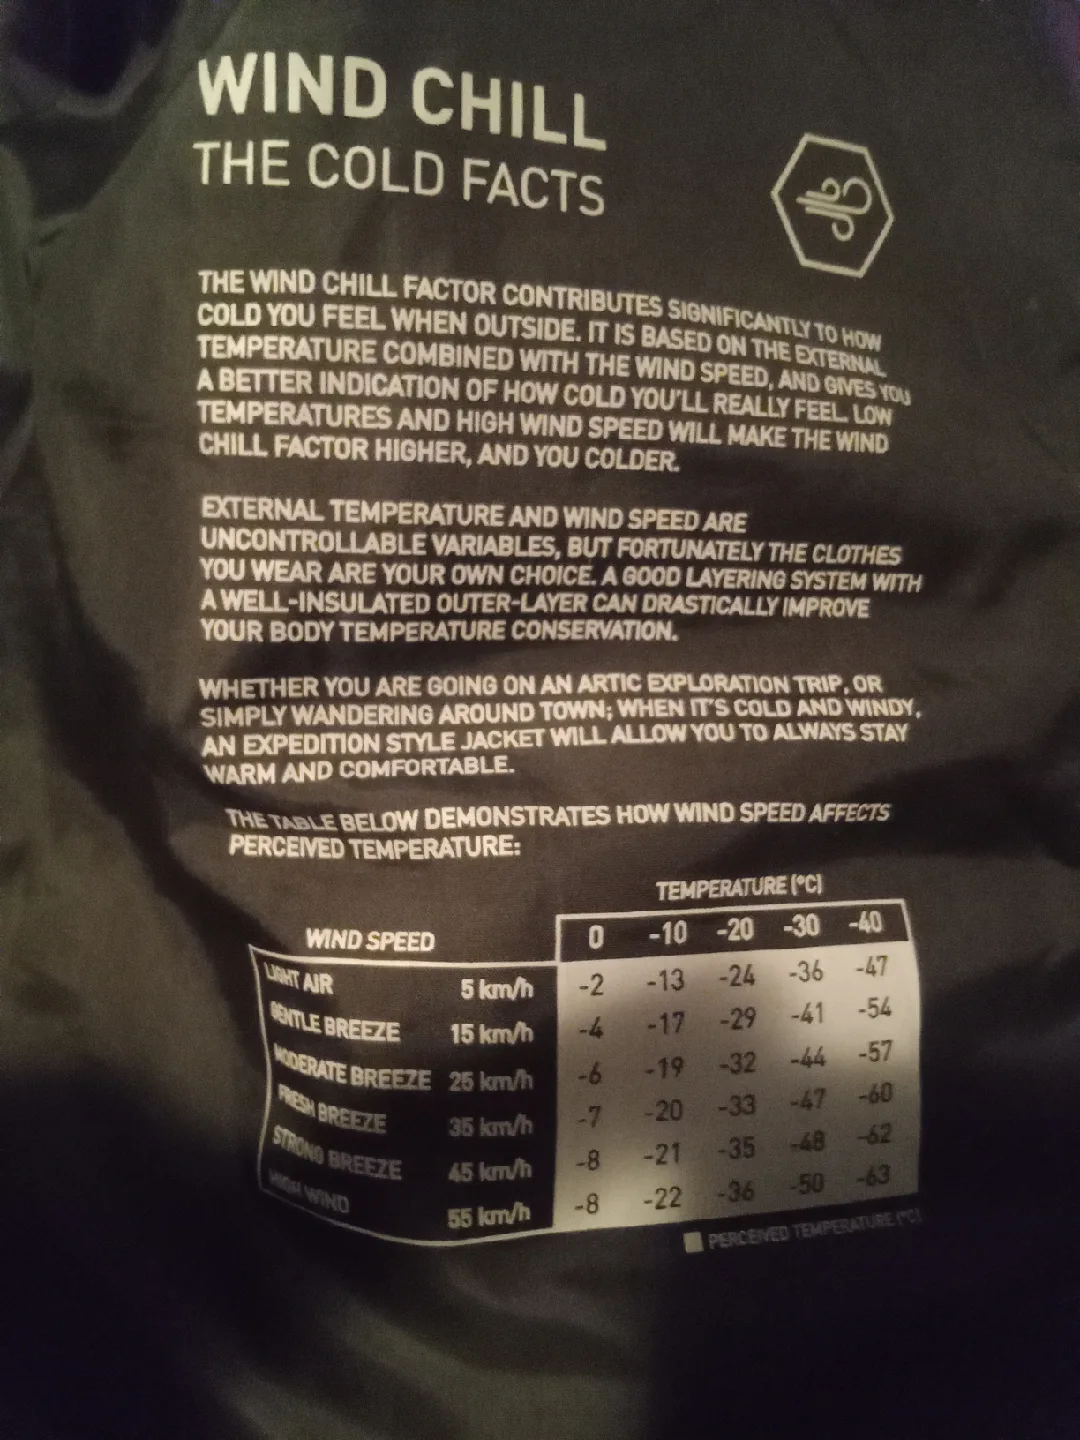 WIND CHILL
THE COLD FACTS
THE WIND CHILL FACTOR CONTRIBUTES SIGNIFICANTLY TO HOW
COLD YOU FEEL WHEN OUTSIDE. IT IS BASED ON THE EXTERNAL
TEMPERATURE COMBINED WITH THE WIND SPEED, AND GIVES YOU
A BETTER INDICATION OF HOW COLD YOU'LL REALLY FEEL. LOW
TEMPERATURES AND HIGH WIND SPEED WILL MAKE THE WIND
CHILL FACTOR HIGHER, AND YOU COLDER.
EXTERNAL TEMPERATURE AND WIND SPEED ARE
UNCONTROLLABLE VARIABLES, BUT FORTUNATELY THE CLOTHES
YOU WEAR ARE YOUR OWN CHOICE. A GOOD LAYERING SYSTEM WITH
A WELL-INSULATED OUTER-LAYER CAN DRASTICALLY IMPROVE
YOUR BODY TEMPERATURE CONSERVATION.
WHETHER YOU ARE GOING ON AN ARTIC EXPLORATION TRIP, OR
SIMPLY WANDERING AROUND TOWN; WHEN IT'S COLD AND WINDY,
AN EXPEDITION STYLE JACKET WILL ALLOW YOU TO ALWAYS STAY
WARM AND COMFORTABLE.
THE TABLE BELOW DEMONSTRATES HOW WIND SPEED AFFECTS
PERCEIVED TEMPERATURE:
TEMPERATURE (°C)
WIND SPEED 0 -10 -20 -30 -40
LIGHT AIR 5 km/h -2 -13 -24 -36 -47
GENTLE BREEZE 15 km/h -4 -17 -29 -41 -54
MODERATE BREEZE 25 km/h -6 -19 -32 -44 -57
FRESH BREEZE 35 km/h -7 -20 -33 -47 -60
STRONG BREEZE 45 km/h -8 -21 -35 -48 -62
HIGH WIND 55 km/h -8 -22 -36 -50 -63
PERCEIVED TEMPERATURE (°C)